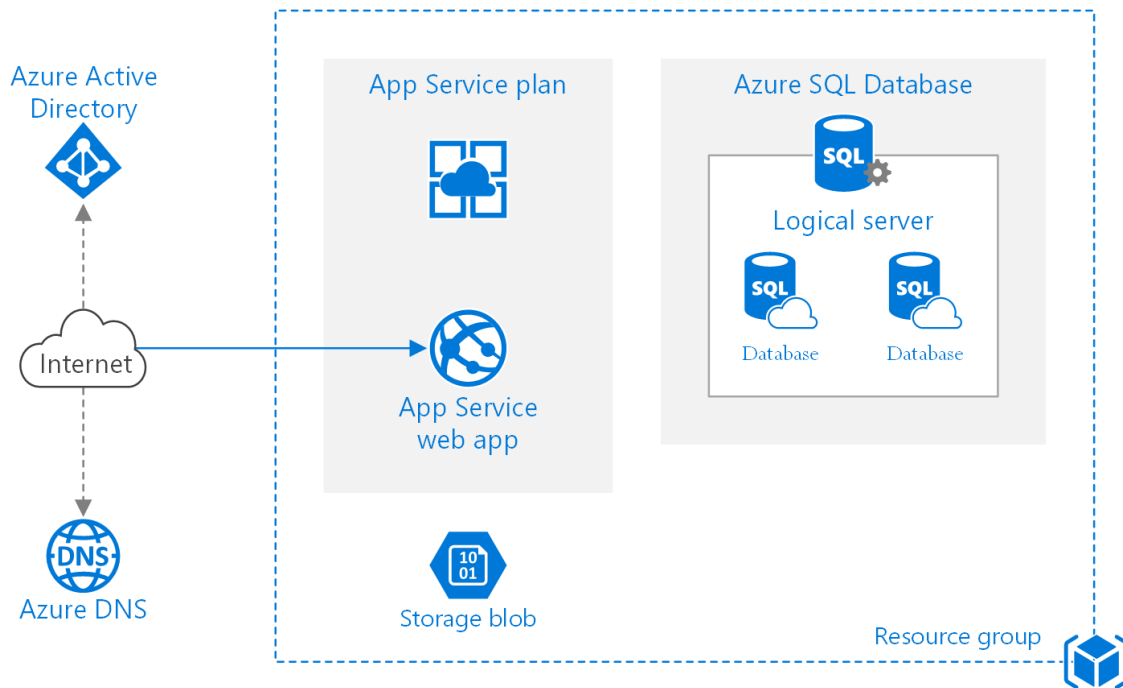 Azure Active
Directory
Internet
DNS
Azure DNS
App Service plan
App Service
web app
10
01
Storage blob
Azure SQL Database
SQL
Logical server
SQL
Database
SQL
Database
Resource group